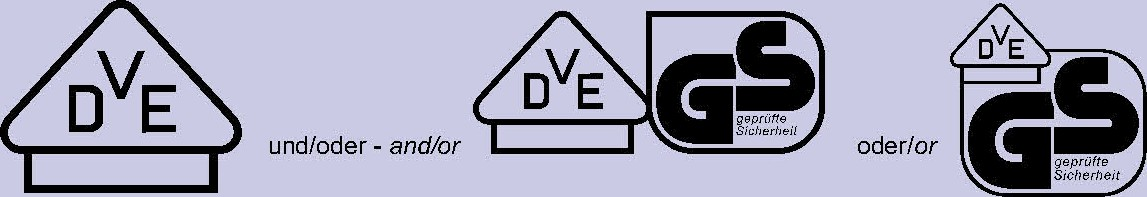 DVE
und/oder - and/or
DVE
GS
geprüfte
Sicherheit
oder/or
DVE
GS
geprüfte
Sicherheit